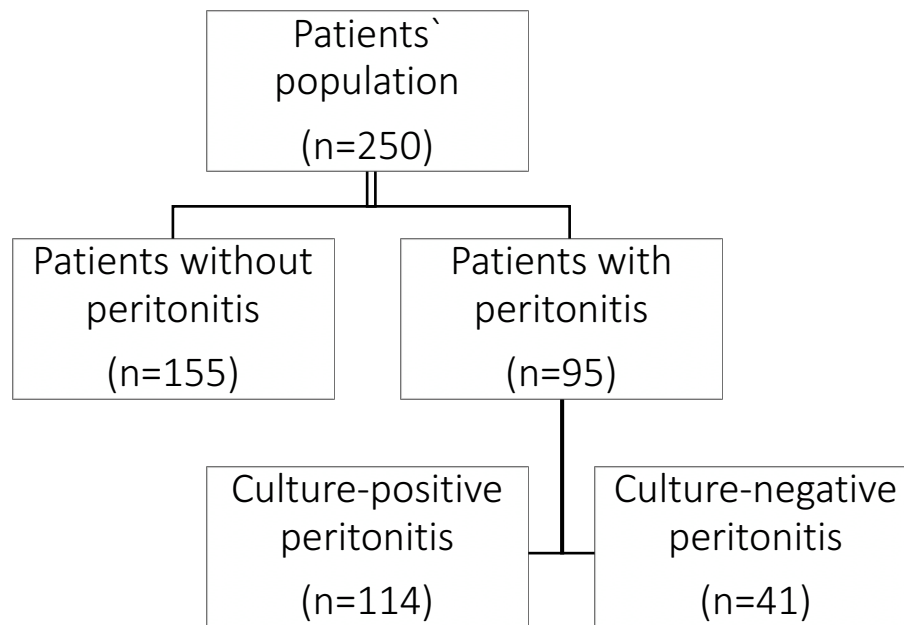 Patients`
population
(n=250)
Patients without
peritonitis
(n=155)
Patients with
peritonitis
(n=95)
Culture-positive
peritonitis
(n=114)
Culture-negative
peritonitis
(n=41)